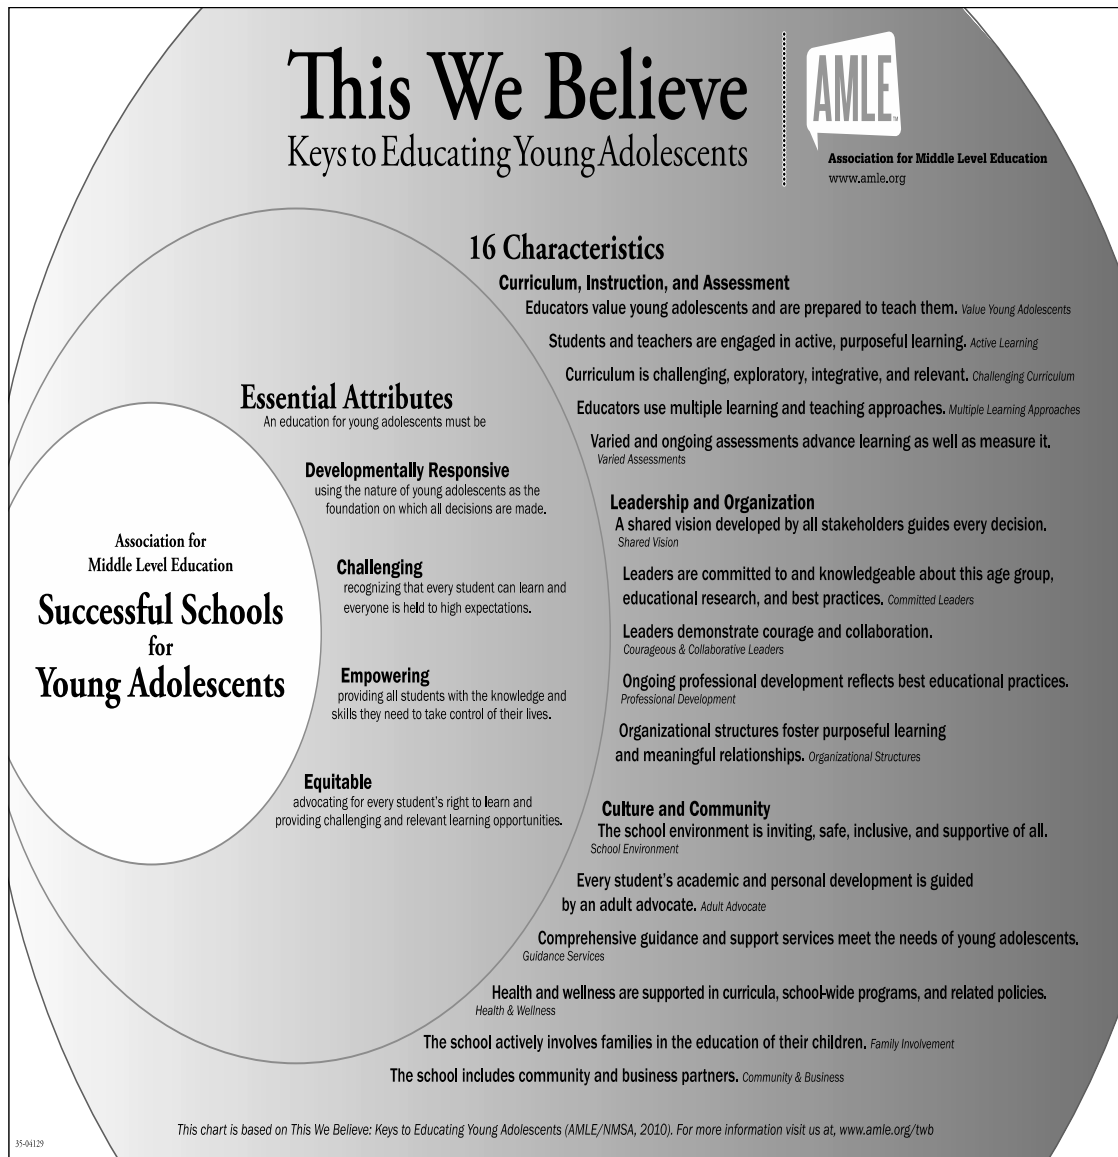 This We Believe
Keys to Educating Young Adolescents
AMLE™
Association for Middle Level Education
www.amle.org
16 Characteristics
Curriculum, Instruction, and Assessment
Educators value young adolescents and are prepared to teach them. Value Young Adolescents
Students and teachers are engaged in active, purposeful learning. Active Learning
Curriculum is challenging, exploratory, integrative, and relevant. Challenging Curriculum
Educators use multiple learning and teaching approaches. Multiple Learning Approaches
Varied and ongoing assessments advance learning as well as measure it.
Varied Assessments
Leadership and Organization
A shared vision developed by all stakeholders guides every decision.
Shared Vision
Leaders are committed to and knowledgeable about this age group,
educational research, and best practices. Committed Leaders
Leaders demonstrate courage and collaboration.
Courageous & Collaborative Leaders
Ongoing professional development reflects best educational practices.
Professional Development
Organizational structures foster purposeful learning
and meaningful relationships. Organizational Structures
Culture and Community
The school environment is inviting, safe, inclusive, and supportive of all.
School Environment
Every student's academic and personal development is guided
by an adult advocate. Adult Advocate
Comprehensive guidance and support services meet the needs of young adolescents.
Guidance Services
Health and wellness are supported in curricula, school-wide programs, and related policies.
Health & Wellness
The school actively involves families in the education of their children. Family Involvement
The school includes community and business partners. Community & Business
Essential Attributes
An education for young adolescents must be
Developmentally Responsive
using the nature of young adolescents as the
foundation on which all decisions are made.
Challenging
recognizing that every student can learn and
everyone is held to high expectations.
Empowering
providing all students with the knowledge and
skills they need to take control of their lives.
Equitable
advocating for every student's right to learn and
providing challenging and relevant learning opportunities.
Association for
Middle Level Education
Successful Schools
for
Young Adolescents
This chart is based on This We Believe: Keys to Educating Young Adolescents (AMLE/NMSA, 2010). For more information visit us at, www.amle.org/twb
35-04129